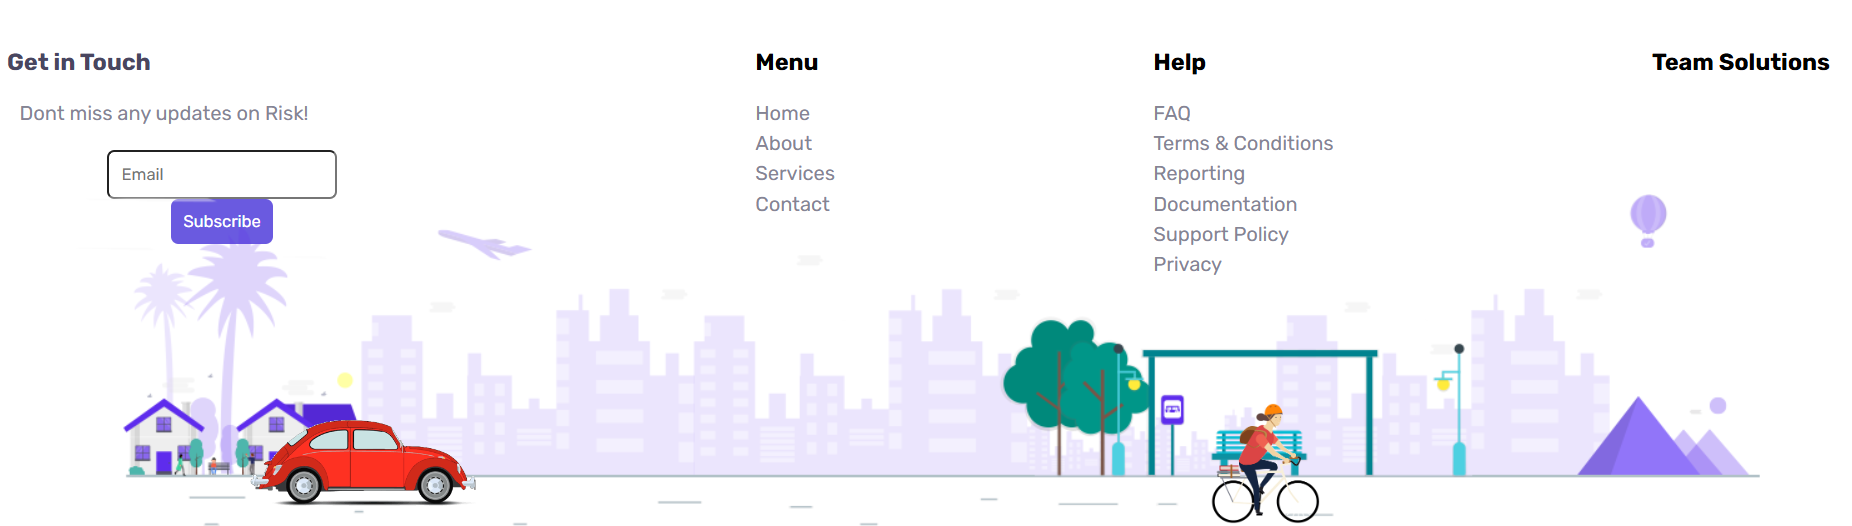 Get in Touch
Dont miss any updates on Risk!
Email
Subscribe
Menu
Home
About
Services
Contact
Help
FAQ
Terms & Conditions
Reporting
Documentation
Support Policy
Privacy
Team Solutions